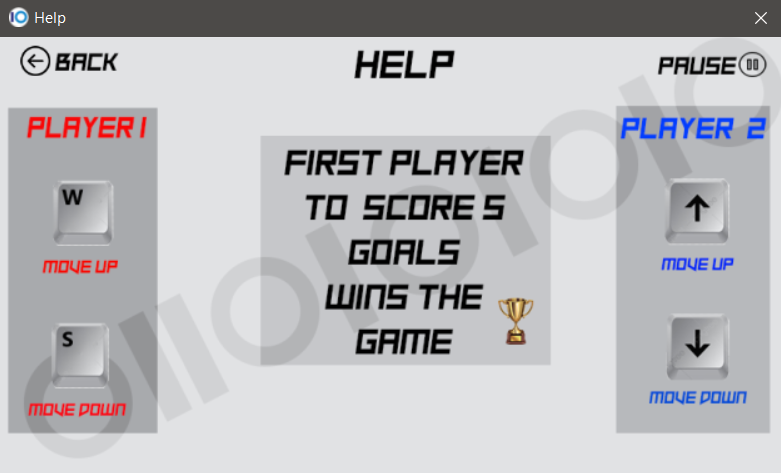 Help
BACK
HELP
PAUSE
PLAYER 1
W
MOVE UP
S
MOVE DOWN
FIRST PLAYER
TO SCORE 5
GOALS
WINS THE
GAME
PLAYER 2
MOVE UP
MOVE DOWN